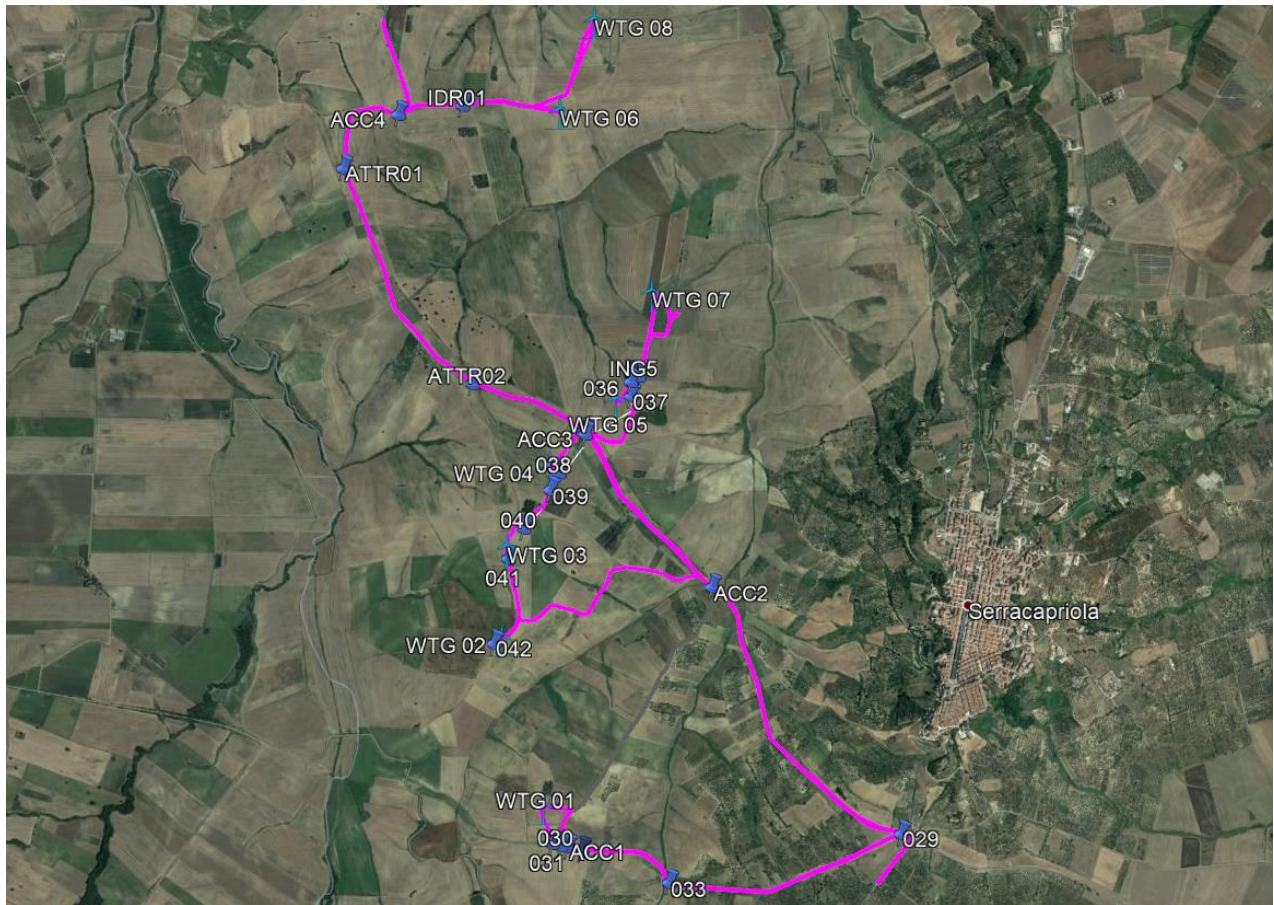 WTG 08
IDR01
ACC4
WTG 06
ATTR01
WTG 07
ING5
ATTR02
036
037
WTG 05
ACC3
038
WTG 04
039
040
WTG 03
041
ACC2
Serracapriola
WTG 02
042
WTG 01
030
029
ACC1
031
033